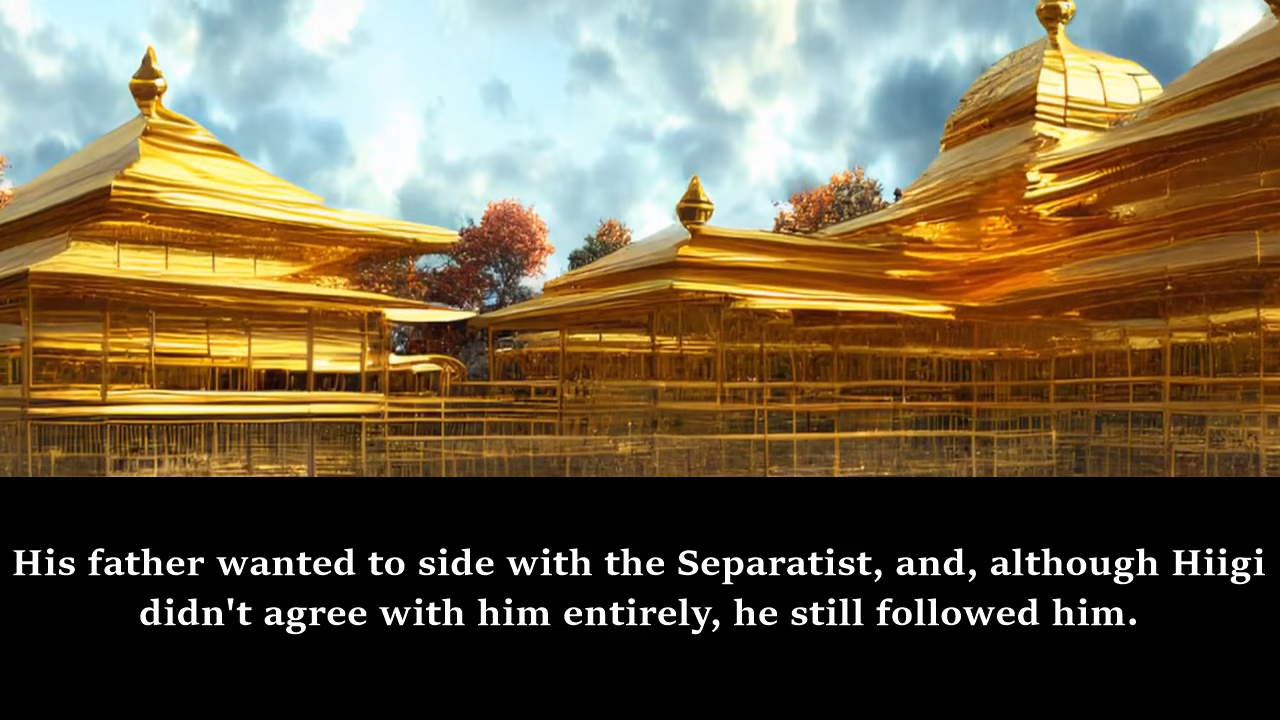 His father wanted to side with the Separatist, and, although Hiigi
didn't agree with him entirely, he still followed him.